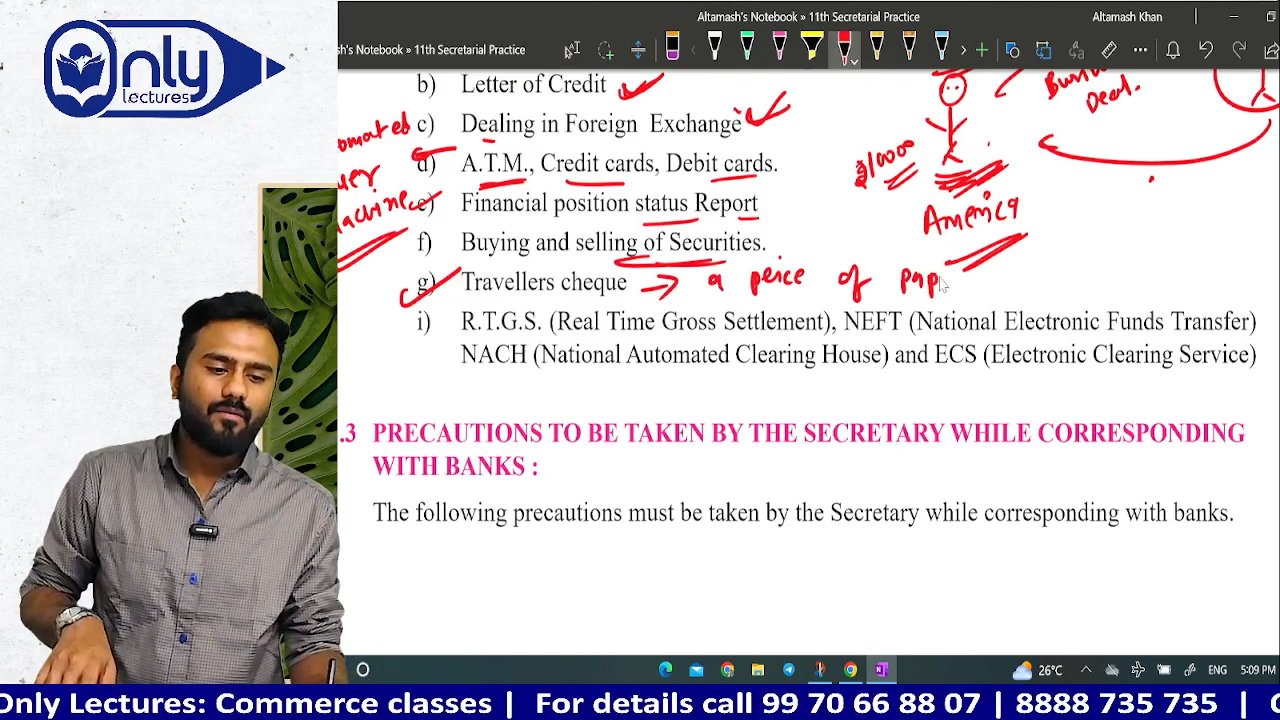 Altamash's Notebook » 11th Secretarial Practice
Altamash Khan
's Notebook » 11th Secretarial Practice
Only
Lectures
b) Letter of Credit
Business
Deal.
c) Dealing in Foreign Exchange
omated
d) A.T.M., Credit cards, Debit cards.
$10000
achine
e) Financial position status Report
America
f) Buying and selling of Securities.
g) Travellers cheque → a peice of pap
i) R.T.G.S. (Real Time Gross Settlement), NEFT (National Electronic Funds Transfer)
NACH (National Automated Clearing House) and ECS (Electronic Clearing Service)
.3 PRECAUTIONS TO BE TAKEN BY THE SECRETARY WHILE CORRESPONDING
WITH BANKS :
The following precautions must be taken by the Secretary while corresponding with banks.
26°C
ENG
5:09 PM
Only Lectures: Commerce classes | For details call 99 70 66 88 07 | 8888 735 735 |